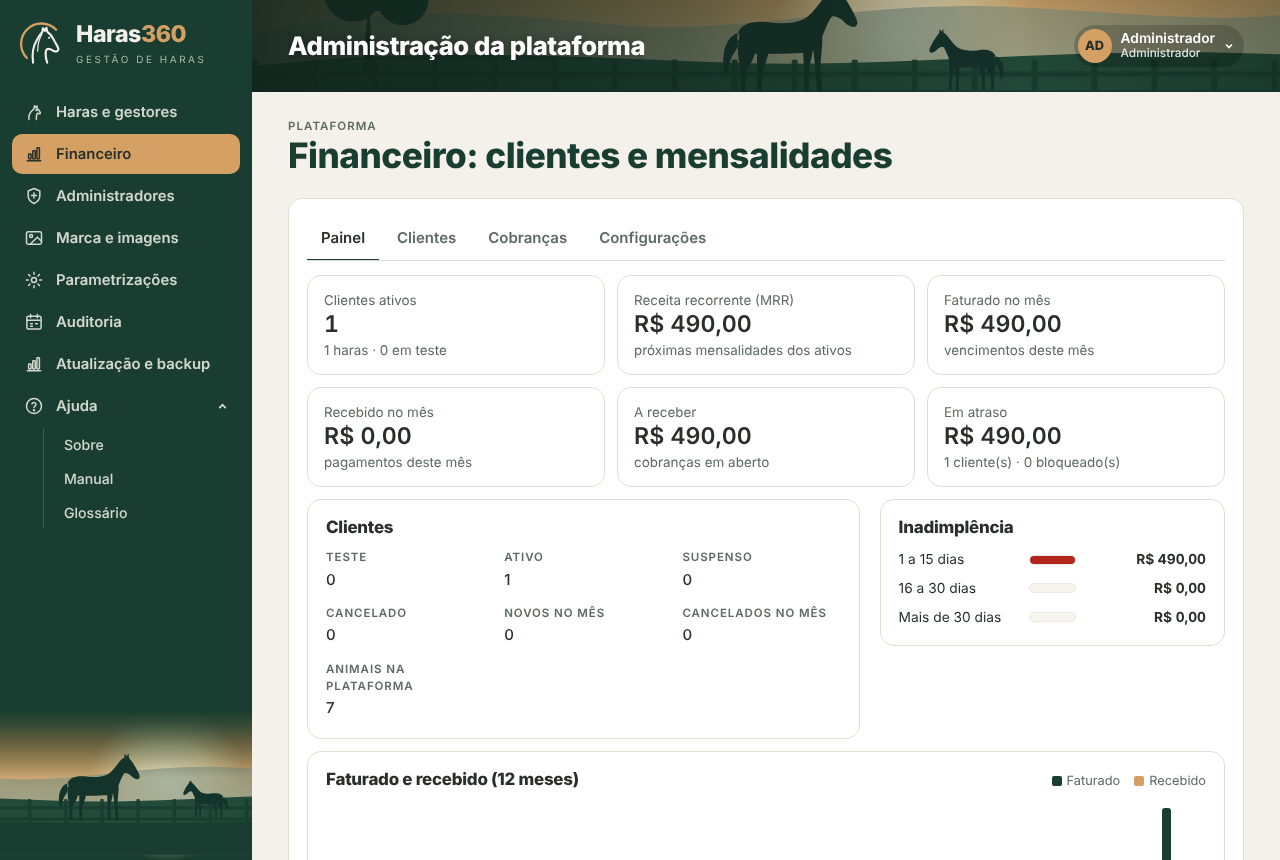 Haras360
GESTÃO DE HARAS
Haras e gestores
Financeiro
Administradores
Marca e imagens
Parametrizações
Auditoria
Atualização e backup
Ajuda
Sobre
Manual
Glossário
Administração da plataforma
AD
Administrador
Administrador
PLATAFORMA
Financeiro: clientes e mensalidades
Painel Clientes Cobranças Configurações
Clientes ativos
1
1 haras · 0 em teste
Receita recorrente (MRR)
R$ 490,00
próximas mensalidades dos ativos
Faturado no mês
R$ 490,00
vencimentos deste mês
Recebido no mês
R$ 0,00
pagamentos deste mês
A receber
R$ 490,00
cobranças em aberto
Em atraso
R$ 490,00
1 cliente(s) · 0 bloqueado(s)
Clientes
TESTE
0
ATIVO
1
SUSPENSO
0
CANCELADO
0
NOVOS NO MÊS
0
CANCELADOS NO MÊS
0
ANIMAIS NA
PLATAFORMA
7
Inadimplência
1 a 15 dias R$ 490,00
16 a 30 dias R$ 0,00
Mais de 30 dias R$ 0,00
Faturado e recebido (12 meses)
Faturado Recebido